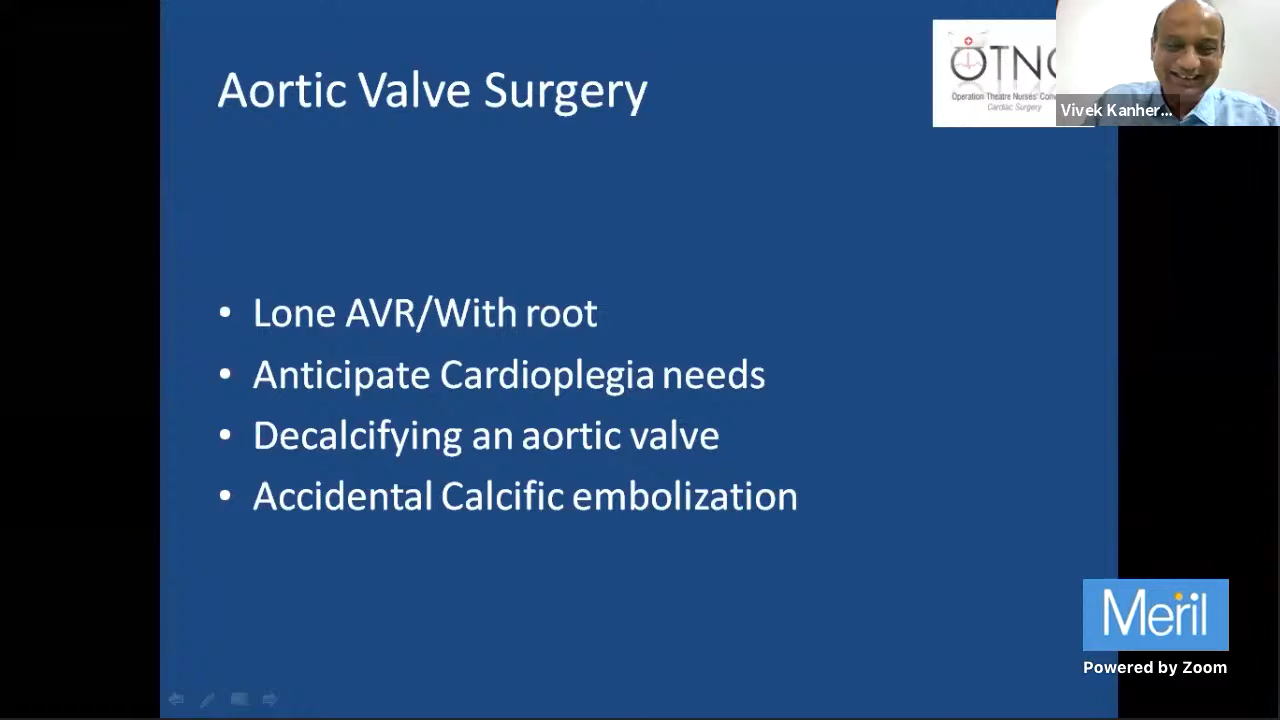 Aortic Valve Surgery
OTNC
Operation Theatre Nurses'
Cardiac Surgery
Vivek Kanher...
• Lone AVR/With root
• Anticipate Cardioplegia needs
• Decalcifying an aortic valve
• Accidental Calcific embolization
Meril
Powered by Zoom